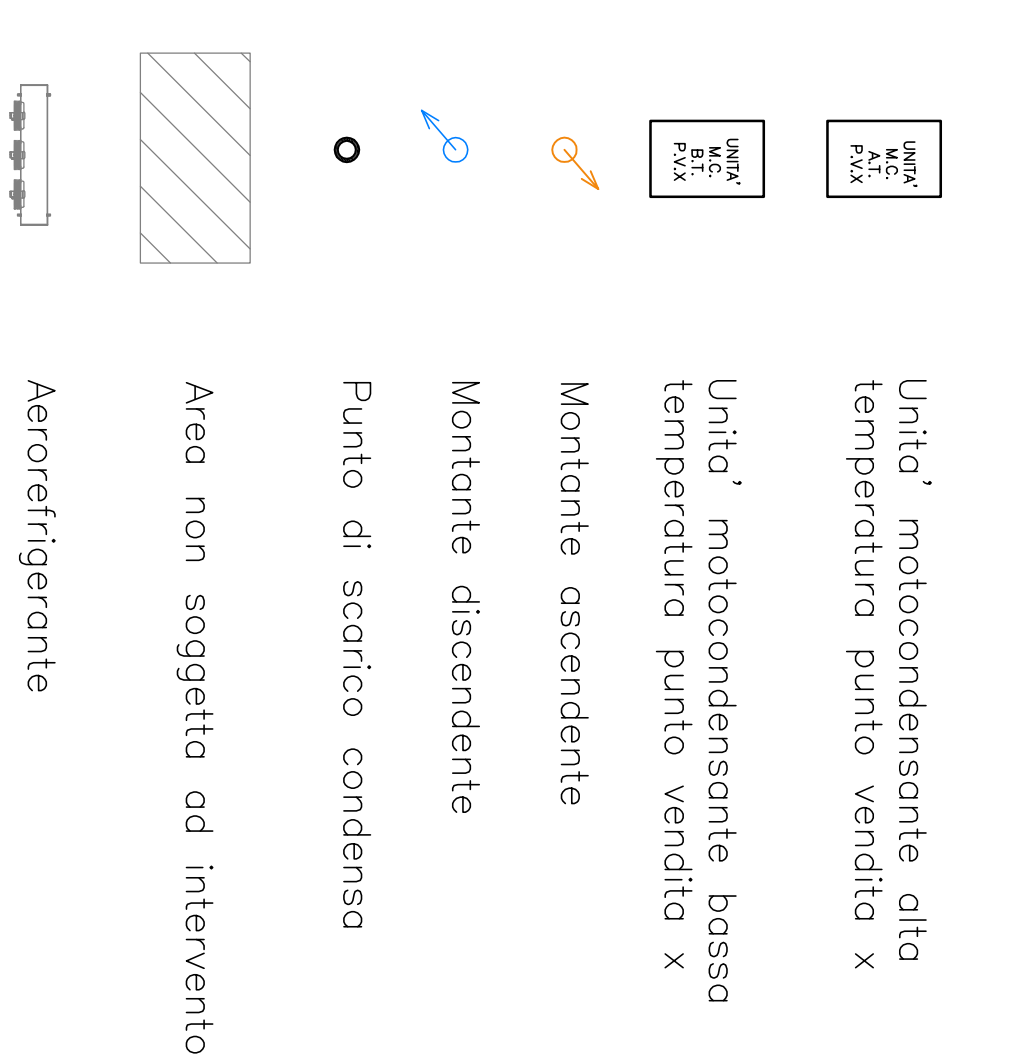 UNITA'
M.C.
A.T.
P.V.X
Unita' motocondensante alta
temperatura punto vendita x
UNITA'
M.C.
B.T.
P.V.X
Unita' motocondensante bassa
temperatura punto vendita x
Montante ascendente
Montante discendente
Punto di scarico condensa
Area non soggetta ad intervento
Aerorefrigerante